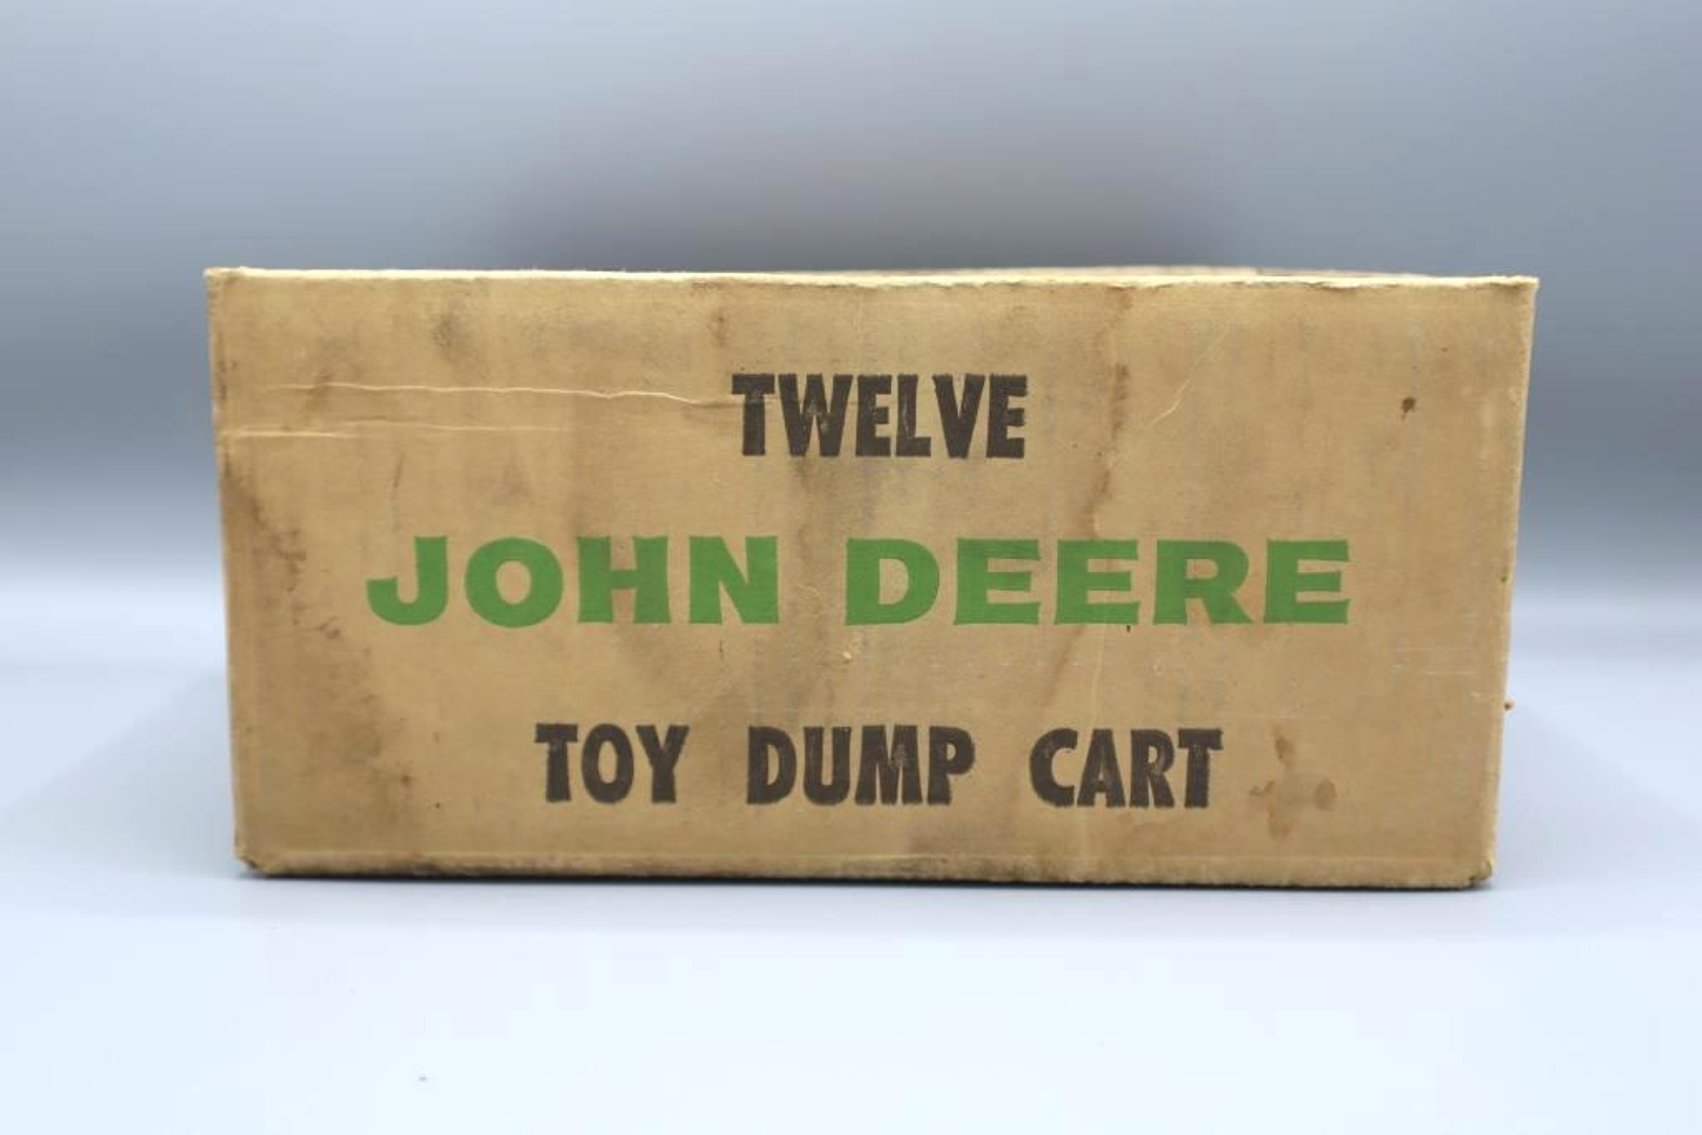 TWELVE
JOHN DEERE
TOY DUMP CART